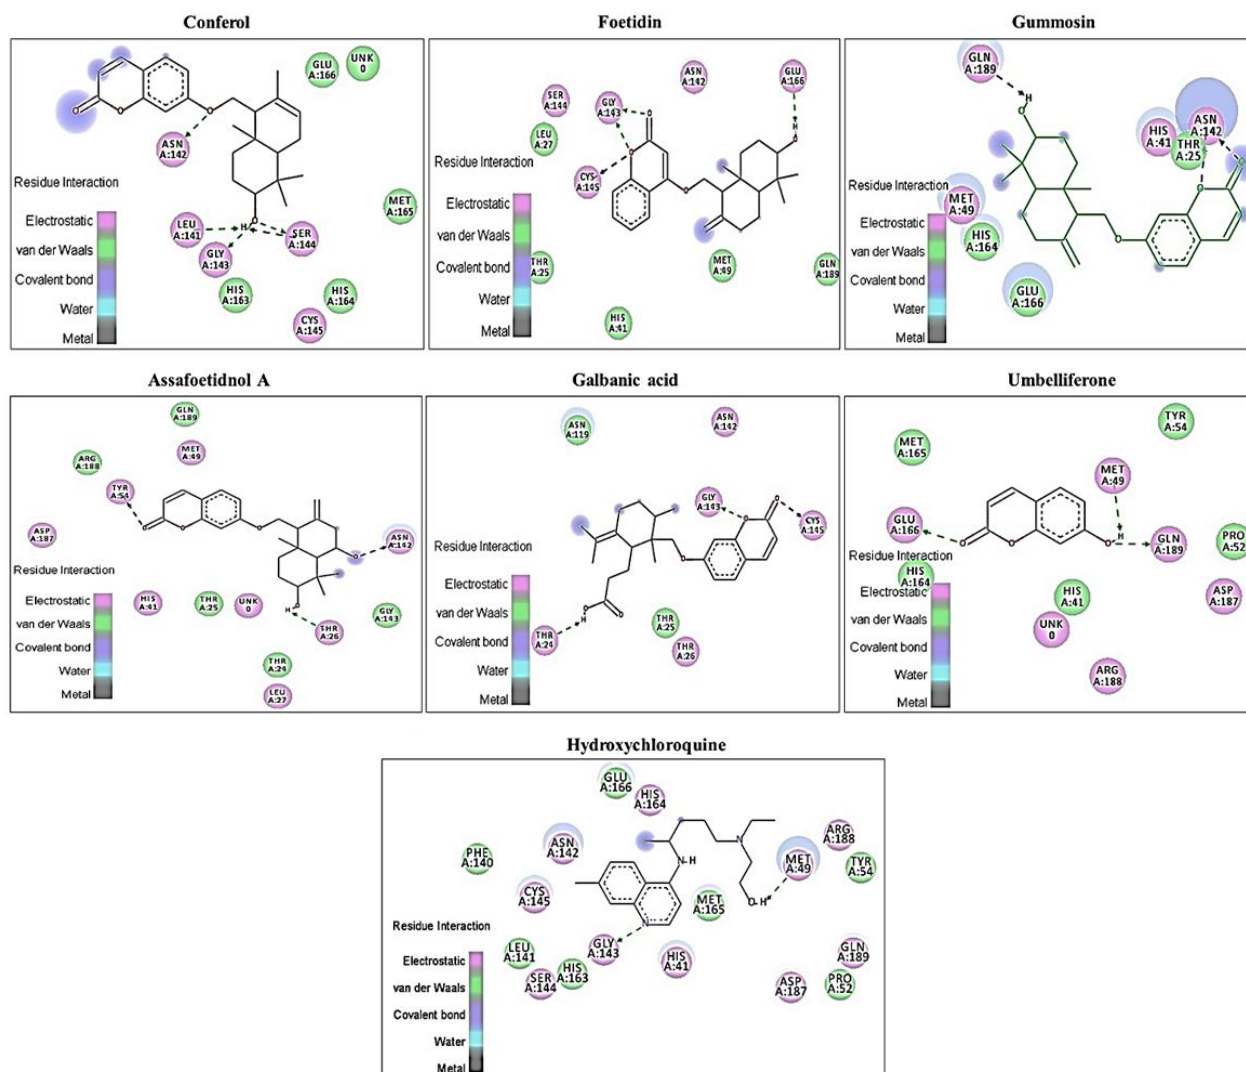 Conferol
GLU
A:166
UNK
0
ASN
A:142
MET
A:165
LEU
A:141
GLY
A:143
SER
A:144
HIS
A:163
HIS
A:164
CYS
A:145
O
O
O
H
O
Residue Interaction
Electrostatic
van der Waals
Covalent bond
Water
Metal
Foetidin
ASN
A:142
GLU
A:166
SER
A:144
GLY
A:143
LEU
A:27
CYS
A:145
THR
A:25
MET
A:49
GLN
A:189
HIS
A:41
O
O
O
H
O
Residue Interaction
Electrostatic
van der Waals
Covalent bond
Water
Metal
Gummosin
GLN
A:189
HIS
A:41
ASN
A:142
THR
A:25
MET
A:49
HIS
A:164
GLU
A:166
H
O
O
O
O
Residue Interaction
Electrostatic
van der Waals
Covalent bond
Water
Metal
Assafoetidnol A
GLN
A:189
ARG
A:188
MET
A:49
TYR
A:54
ASP
A:187
ASN
A:142
HIS
A:41
THR
A:25
UNK
0
GLY
A:143
THR
A:26
THR
A:24
LEU
A:27
O
O
O
O
H
O
Residue Interaction
Electrostatic
van der Waals
Covalent bond
Water
Metal
Galbanic acid
ASN
A:119
ASN
A:142
GLY
A:143
CYS
A:145
THR
A:24
THR
A:25
THR
A:26
O
O
O
H
O
O
Residue Interaction
Electrostatic
van der Waals
Covalent bond
Water
Metal
Umbelliferone
TYR
A:54
MET
A:165
MET
A:49
GLU
A:166
GLN
A:189
PRO
A:52
HIS
A:164
HIS
A:41
ASP
A:187
UNK
0
ARG
A:188
O
O
O
H
Residue Interaction
Electrostatic
van der Waals
Covalent bond
Water
Metal
Hydroxychloroquine
GLU
A:166
HIS
A:164
ARG
A:188
ASN
A:142
PHE
A:140
MET
A:49
TYR
A:54
CYS
A:145
MET
A:165
LEU
A:141
GLY
A:143
HIS
A:41
GLN
A:189
SER
A:144
HIS
A:163
ASP
A:187
PRO
A:52
N
N
H
O
H
N
Residue Interaction
Electrostatic
van der Waals
Covalent bond
Water
Metal